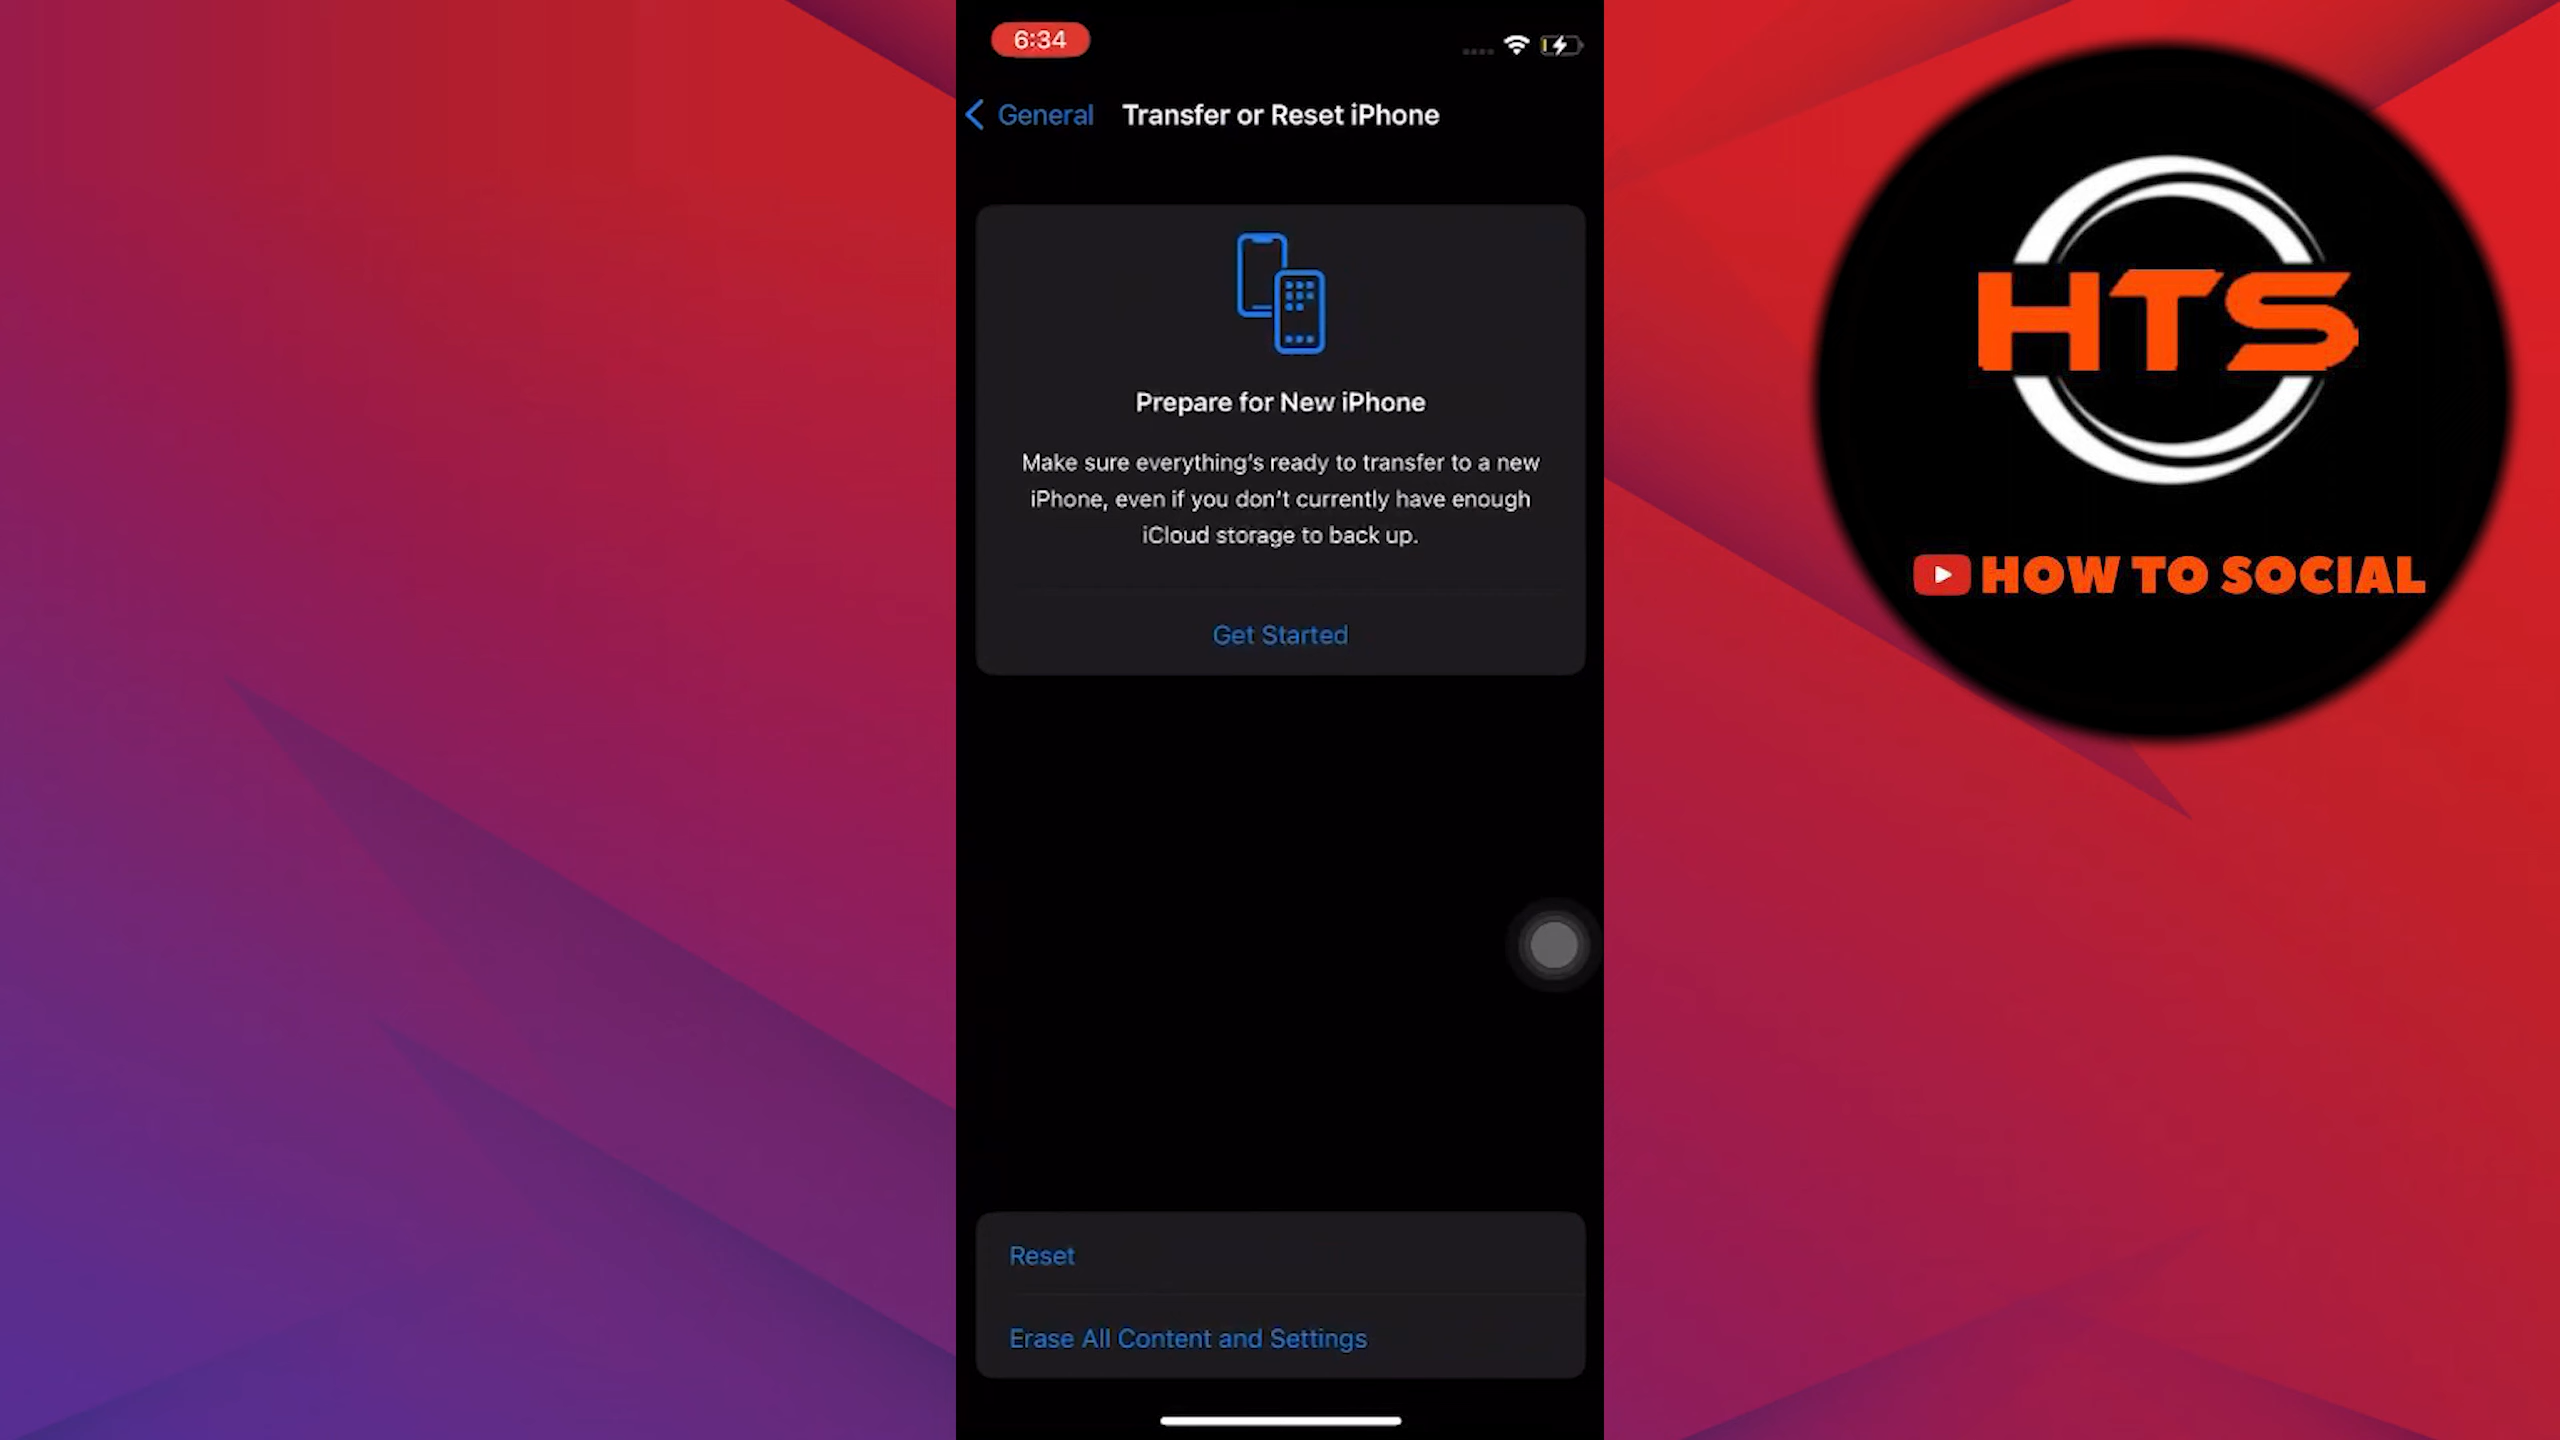 6:34
General
Transfer or Reset iPhone
Prepare for New iPhone
Make sure everything's ready to transfer to a new
iPhone, even if you don't currently have enough
iCloud storage to back up.
Get Started
Reset
Erase All Content and Settings
HTS
HOW TO SOCIAL